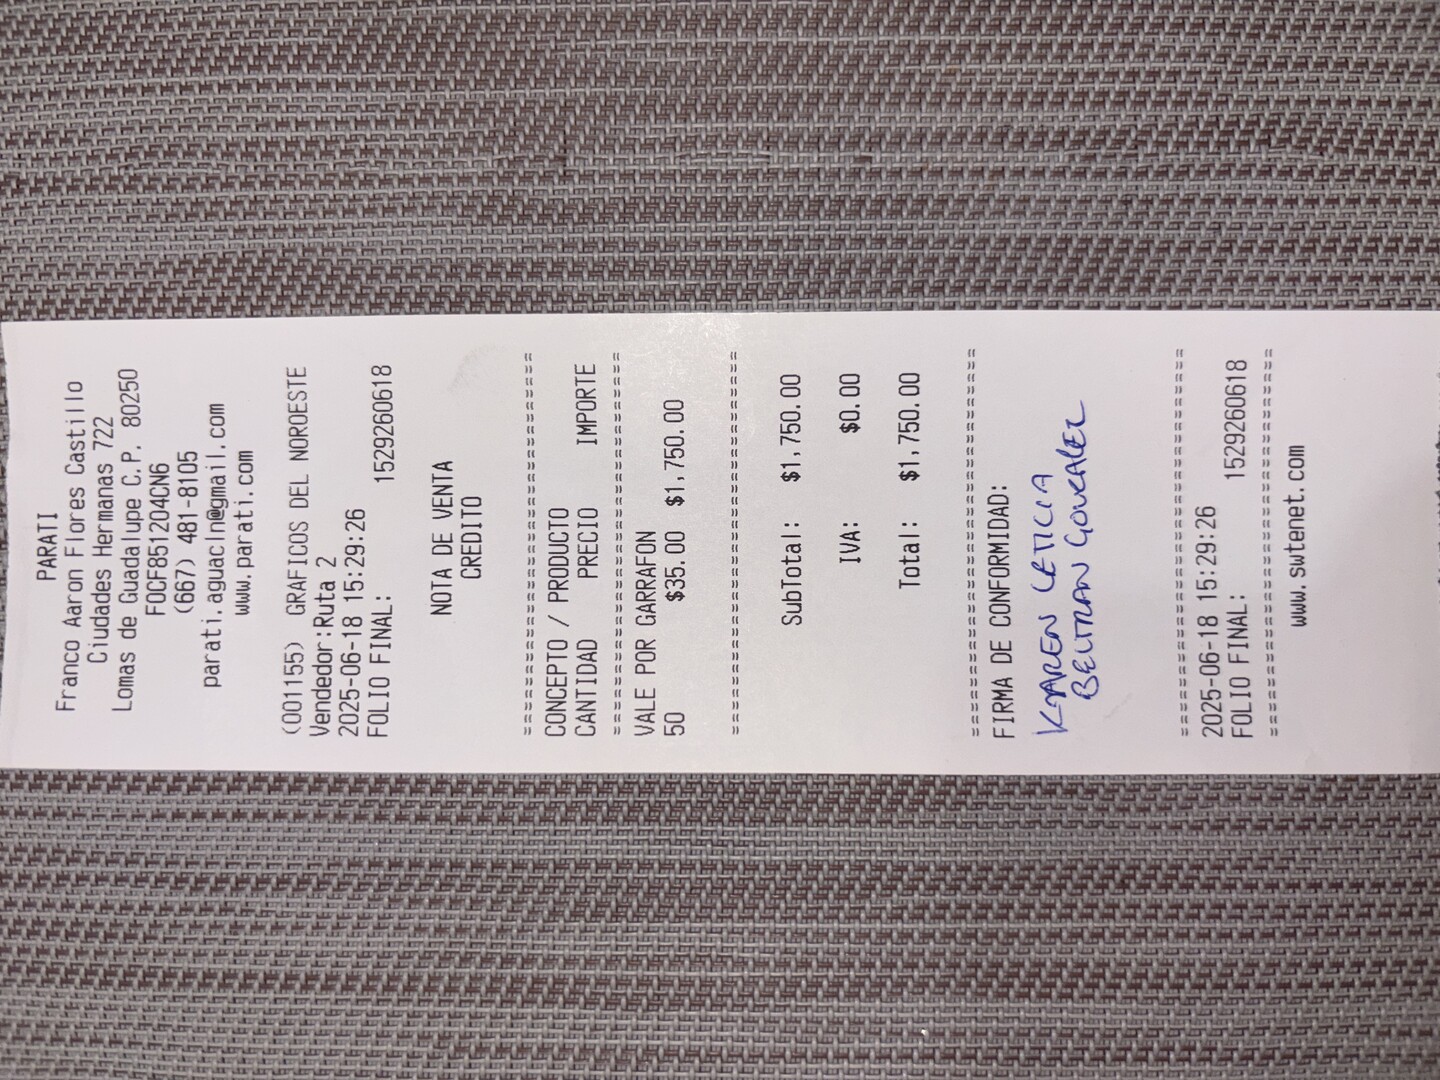 PARATI
Franco Aaron Flores Castillo
Ciudades Hermanas 722
Lomas de Guadalupe C.P. 80250
FOCF851204CN6
(667) 481-8105
parati.aguacln@gmail.com
www.parati.com
(001155) GRAFICOS DEL NOROESTE
Vendedor:Ruta 2
2025-06-18 15:29:26
FOLIO FINAL: 1529260618
NOTA DE VENTA
CREDITO
==================================
CONCEPTO / PRODUCTO
CANTIDAD PRECIO IMPORTE
==================================
VALE POR GARRAFON
50 $35.00 $1,750.00
==================================
SubTotal: $1,750.00
IVA: $0.00
Total: $1,750.00
==================================
FIRMA DE CONFORMIDAD:
KAREN LETICIA
BELTRAN GONZALEZ
==================================
2025-06-18 15:29:26
FOLIO FINAL: 1529260618
==================================
www.swtenet.com